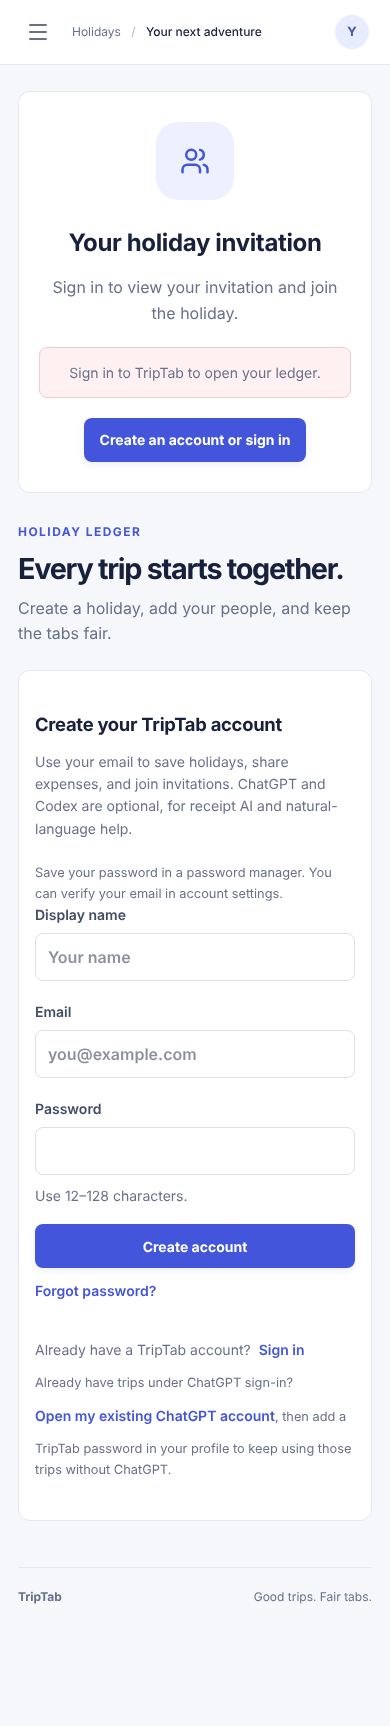 Holidays / Your next adventure
Y
Your holiday invitation
Sign in to view your invitation and join
the holiday.
Sign in to TripTab to open your ledger.
Create an account or sign in
HOLIDAY LEDGER
Every trip starts together.
Create a holiday, add your people, and keep
the tabs fair.
Create your TripTab account
Use your email to save holidays, share
expenses, and join invitations. ChatGPT and
Codex are optional, for receipt AI and natural-
language help.
Save your password in a password manager. You
can verify your email in account settings.
Display name
Your name
Email
you@example.com
Password
Use 12–128 characters.
Create account
Forgot password?
Already have a TripTab account? Sign in
Already have trips under ChatGPT sign-in?
Open my existing ChatGPT account, then add a
TripTab password in your profile to keep using those
trips without ChatGPT.
TripTab
Good trips. Fair tabs.